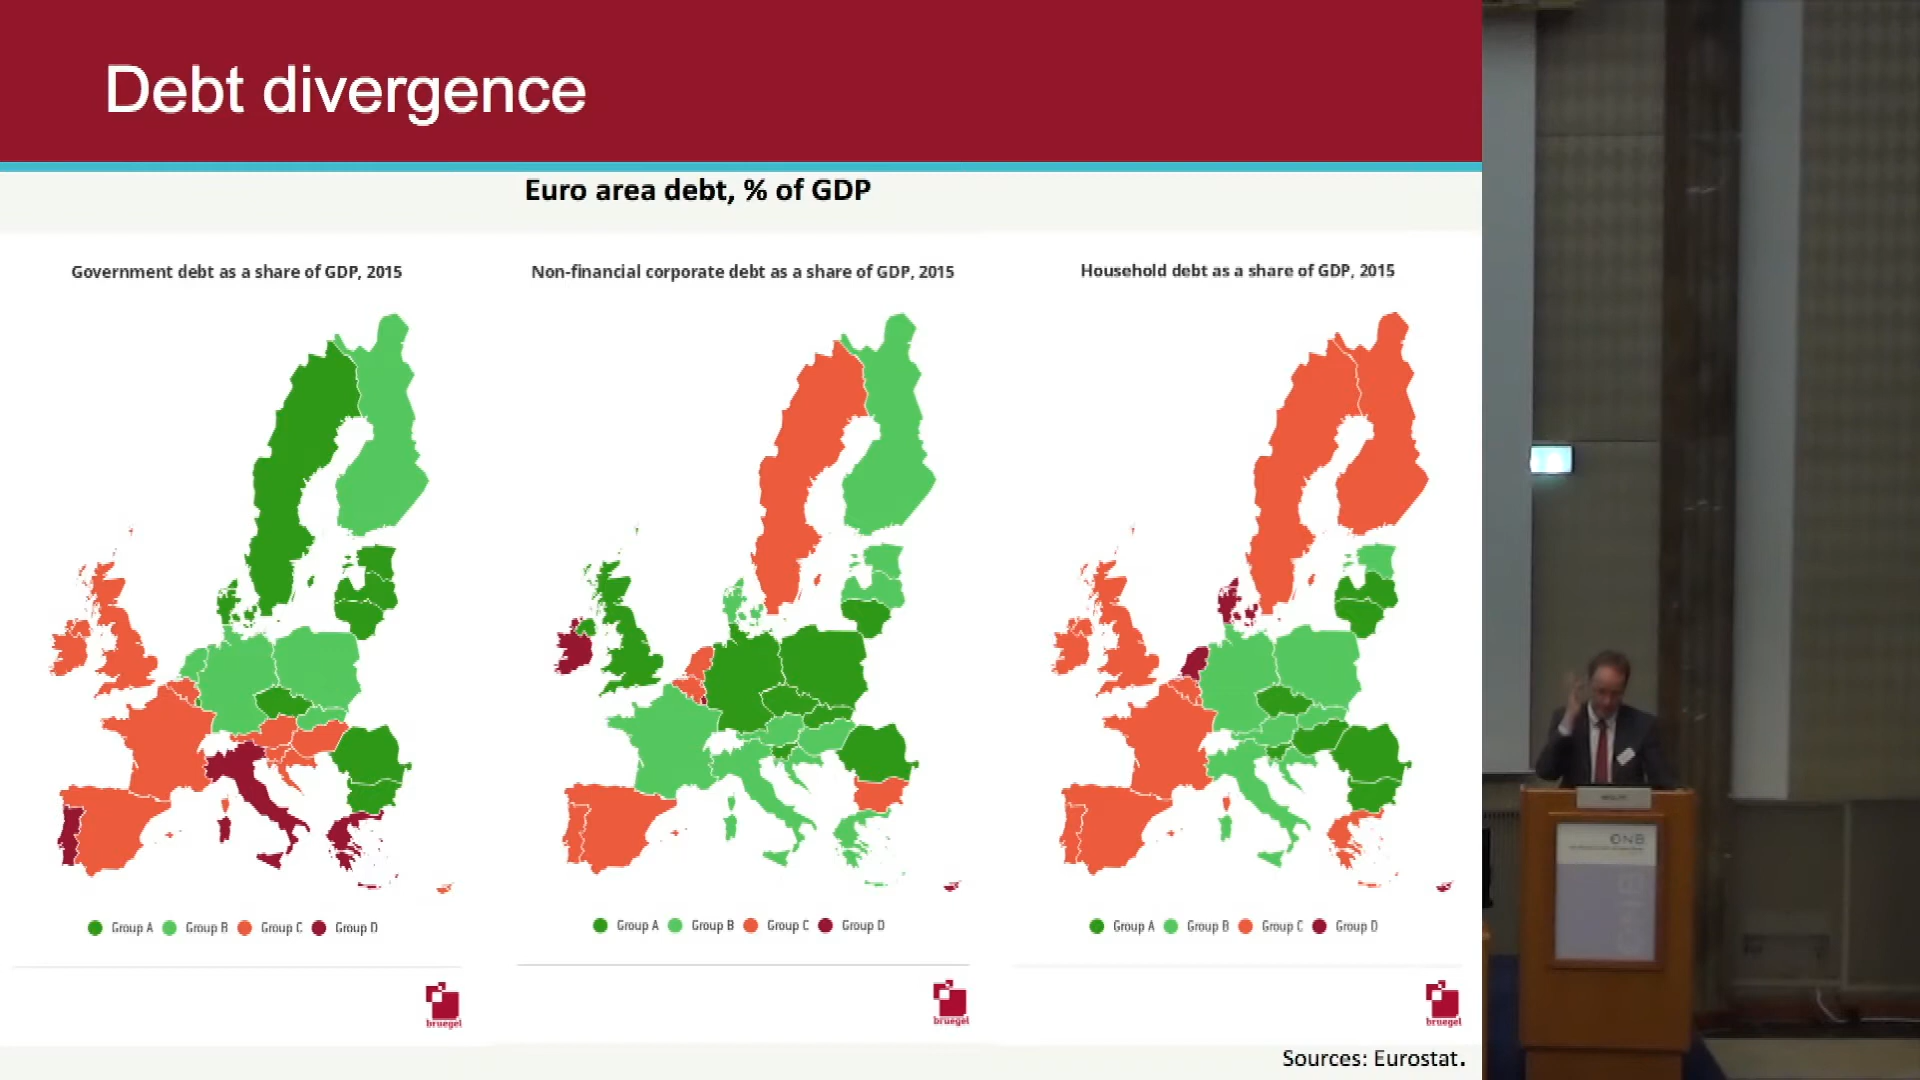 Debt divergence
Euro area debt, % of GDP
Government debt as a share of GDP, 2015
Non-financial corporate debt as a share of GDP, 2015
Household debt as a share of GDP, 2015
Group A Group B Group C Group D
Group A Group B Group C Group D
Group A Group B Group C Group D
bruegel
bruegel
bruegel
Sources: Eurostat.